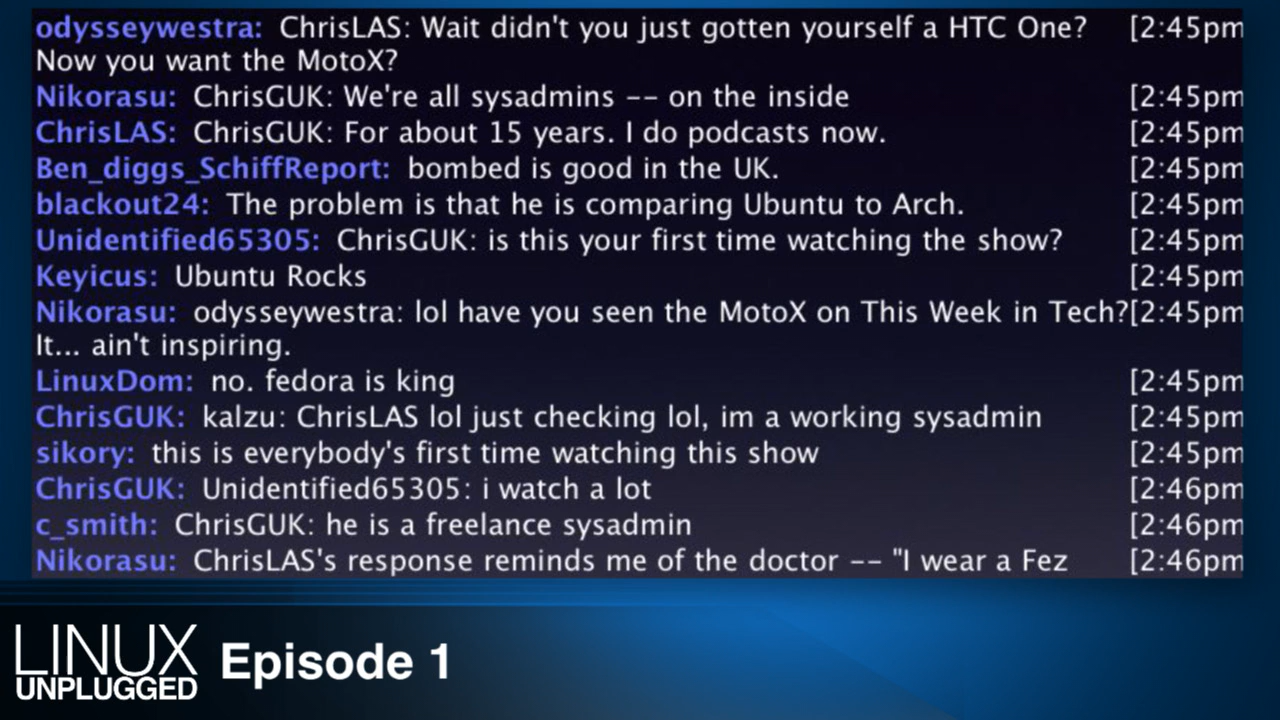 odysseywestra: ChrisLAS: Wait didn't you just gotten yourself a HTC One? [2:45pm
Now you want the MotoX?
Nikorasu: ChrisGUK: We're all sysadmins -- on the inside [2:45pm
ChrisLAS: ChrisGUK: For about 15 years. I do podcasts now. [2:45pm
Ben_diggs_SchiffReport: bombed is good in the UK. [2:45pm
blackout24: The problem is that he is comparing Ubuntu to Arch. [2:45pm
Unidentified65305: ChrisGUK: is this your first time watching the show? [2:45pm
Keyicus: Ubuntu Rocks [2:45pm
Nikorasu: odysseywestra: lol have you seen the MotoX on This Week in Tech? [2:45pm
It... ain't inspiring.
LinuxDom: no. fedora is king [2:45pm
ChrisGUK: kalzu: ChrisLAS lol just checking lol, im a working sysadmin [2:45pm
sikory: this is everybody's first time watching this show [2:45pm
ChrisGUK: Unidentified65305: i watch a lot [2:46pm
c_smith: ChrisGUK: he is a freelance sysadmin [2:46pm
Nikorasu: ChrisLAS's response reminds me of the doctor -- "I wear a Fez [2:46pm
LINUX
UNPLUGGED
Episode 1